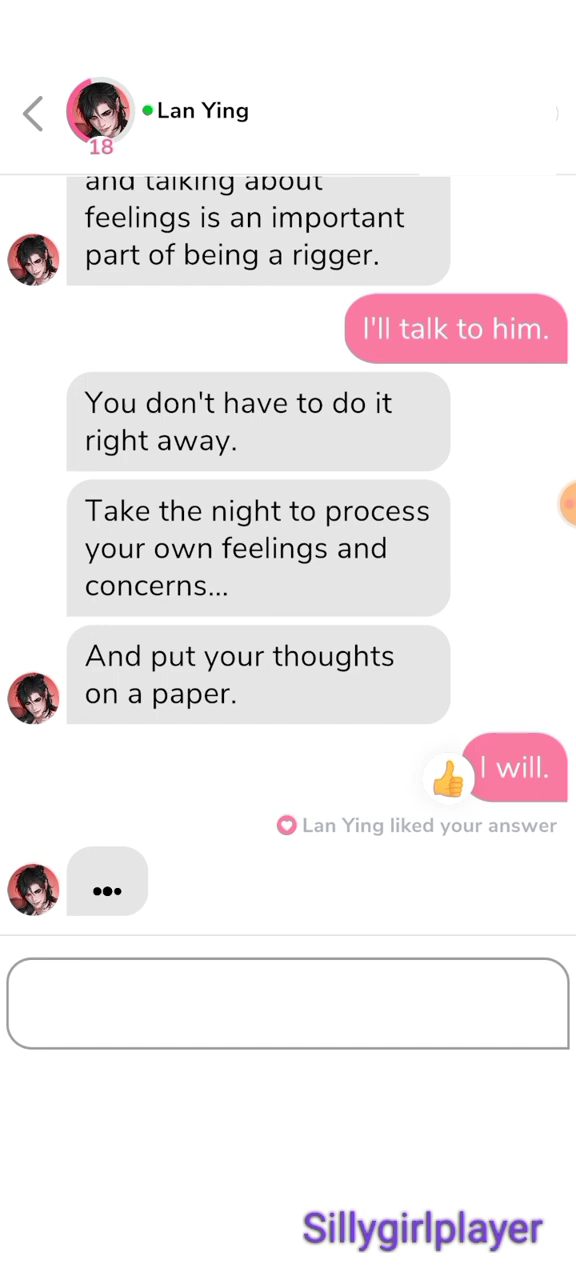 Lan Ying
18
and talking about
feelings is an important
part of being a rigger.
I'll talk to him.
You don't have to do it
right away.
Take the night to process
your own feelings and
concerns...
And put your thoughts
on a paper.
I will.
Lan Ying liked your answer
Sillygirlplayer